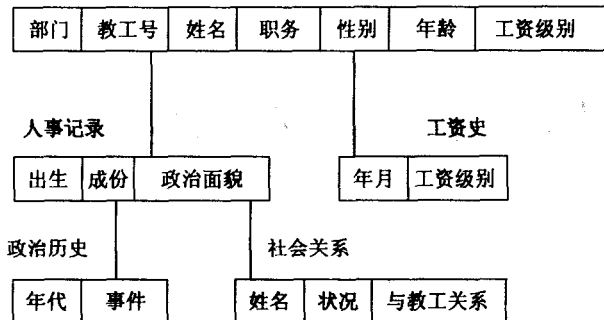 部门 教工号 姓名 职务 性别 年龄 工资级别
人事记录 工资史
出生 成份 政治面貌 年月 工资级别
政治历史 社会关系
年代 事件 姓名 状况 与教工关系